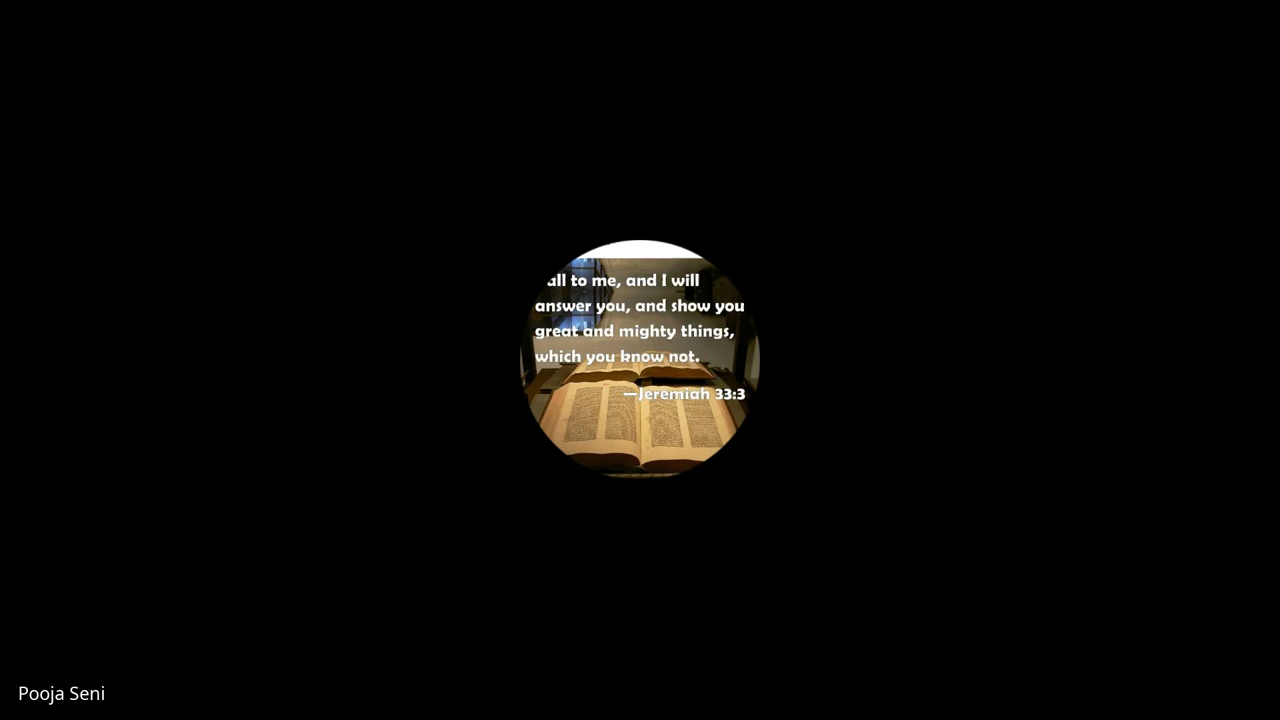 all to me, and I will
answer you, and show you
great and mighty things,
which you know not.
—Jeremiah 33:3
Pooja Seni